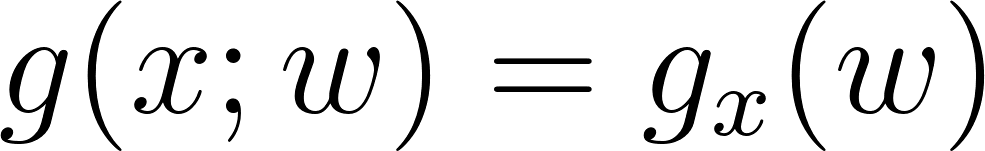 g(x; w) = g_x(w)